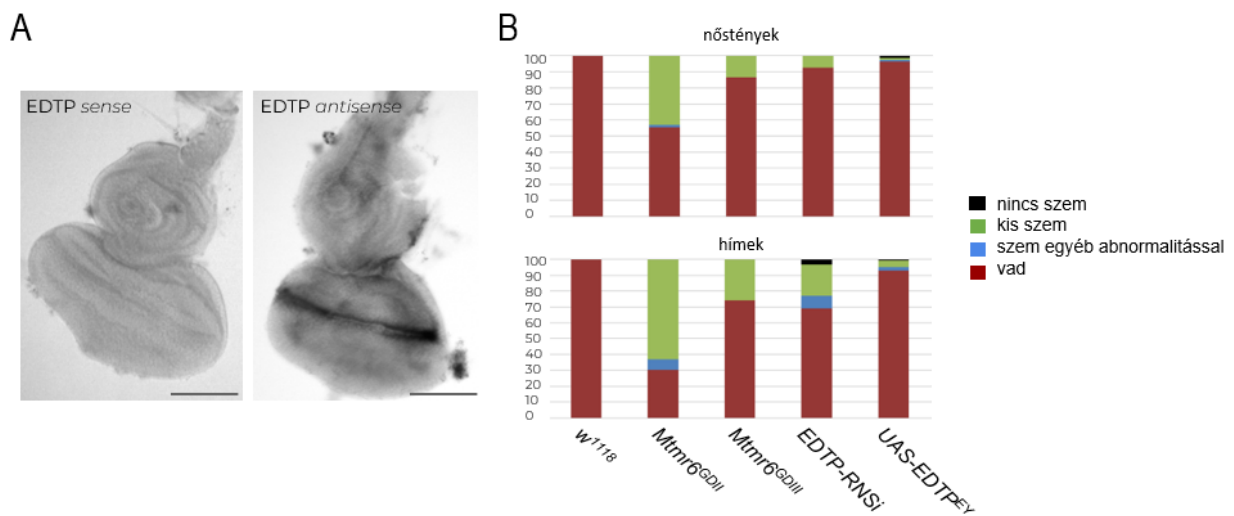 A
B
EDTP sense
EDTP antisense
nőstények
100
90
80
70
60
50
40
30
20
10
0
hímek
100
90
80
70
60
50
40
30
20
10
0
w1118
Mtmr6GDII
Mtmr6GDIII
EDTP-RNSi
UAS-EDTPEY
nincs szem
kis szem
szem egyéb abnormalitással
vad